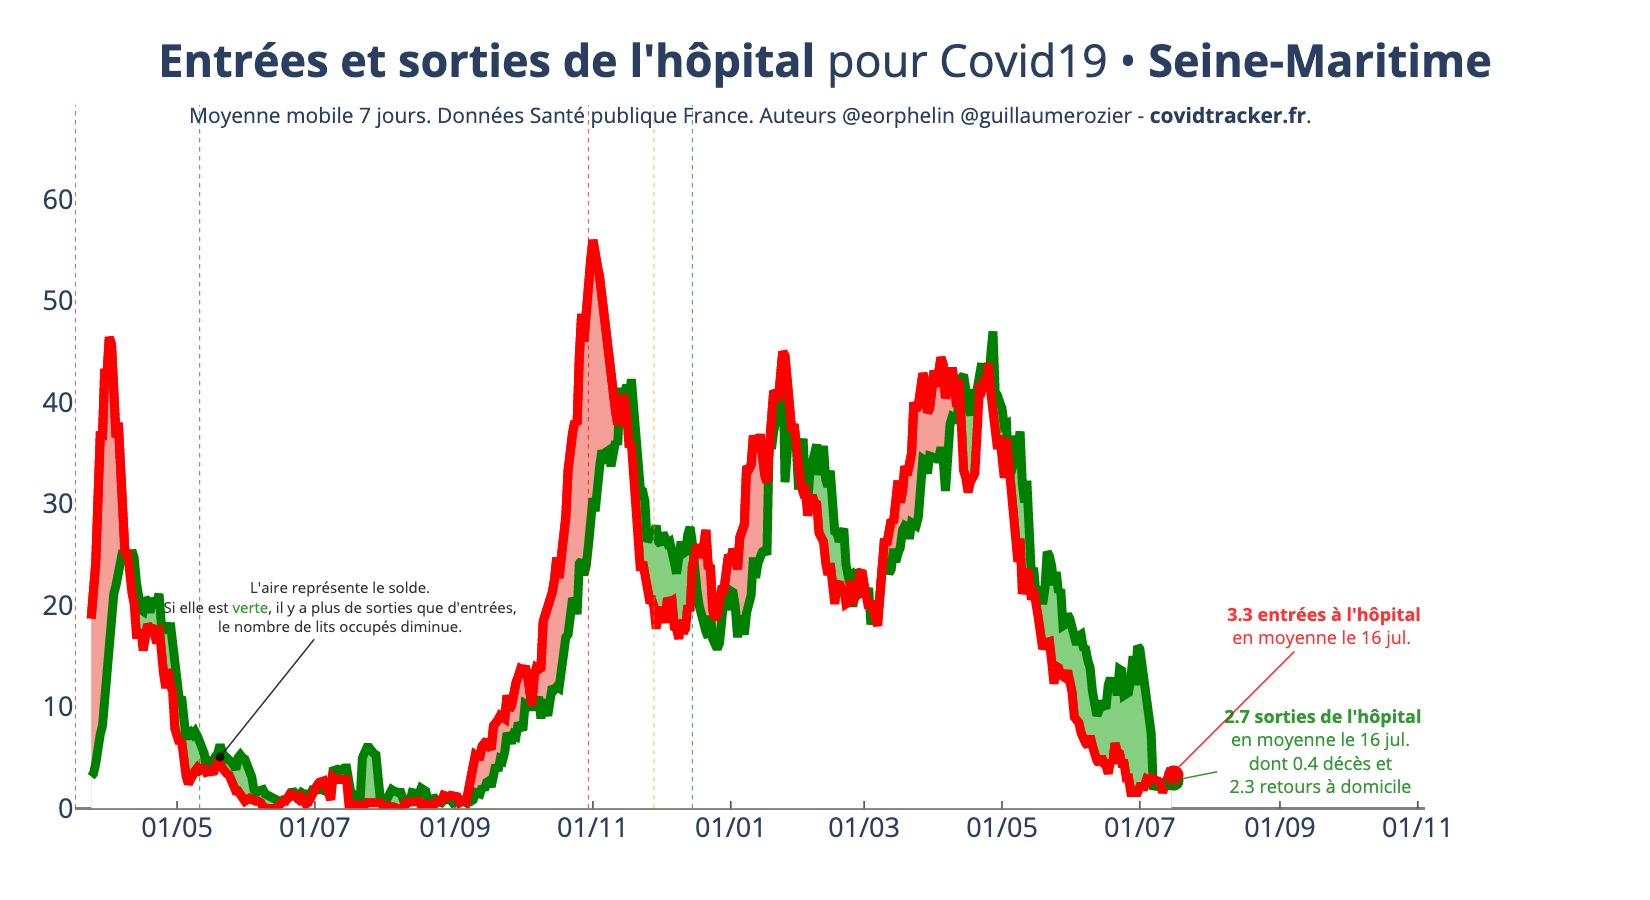 Entrées et sorties de l'hôpital pour Covid19 • Seine-Maritime
Moyenne mobile 7 jours. Données Santé publique France. Auteurs @eorphelin @guillaumerozier - covidtracker.fr.
60
50
40
30
20
10
0
L'aire représente le solde.
Si elle est verte, il y a plus de sorties que d'entrées,
le nombre de lits occupés diminue.
3.3 entrées à l'hôpital
en moyenne le 16 jul.
2.7 sorties de l'hôpital
en moyenne le 16 jul.
dont 0.4 décès et
2.3 retours à domicile
01/05 01/07 01/09 01/11 01/01 01/03 01/05 01/07 01/09 01/11